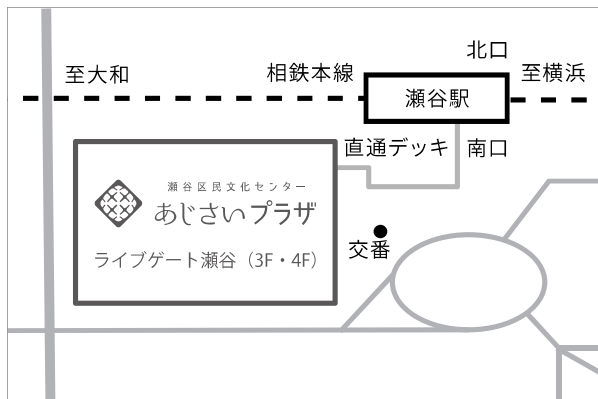 北口
至大和
相鉄本線
至横浜
瀬谷駅
直通デッキ
南口
瀬谷区民文化センター
あじさいプラザ
ライブゲート瀬谷（3F・4F）
交番